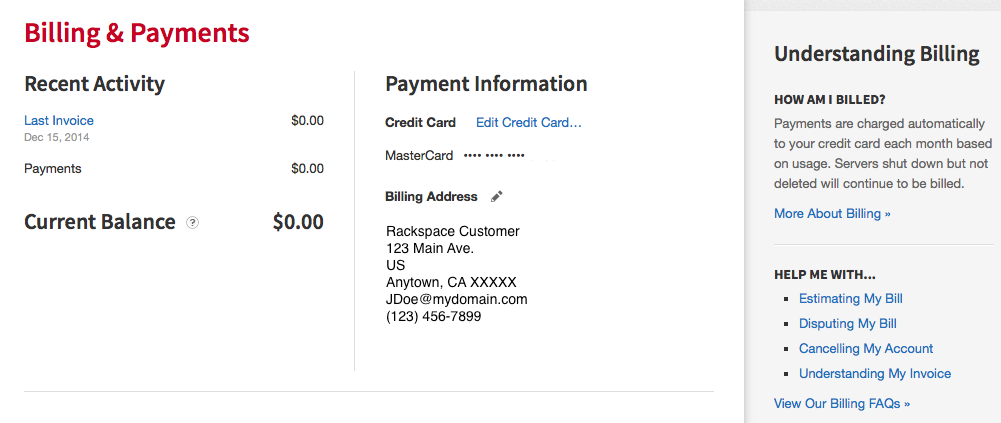 Billing & Payments
Recent Activity
Last Invoice $0.00
Dec 15, 2014
Payments $0.00
Current Balance ? $0.00
Payment Information
Credit Card Edit Credit Card...
MasterCard •••• •••• ••••
Billing Address
Rackspace Customer
123 Main Ave.
US
Anytown, CA XXXXX
JDoe@mydomain.com
(123) 456-7899
Understanding Billing
HOW AM I BILLED?
Payments are charged automatically
to your credit card each month based
on usage. Servers shut down but not
deleted will continue to be billed.
More About Billing »
HELP ME WITH...
▪ Estimating My Bill
▪ Disputing My Bill
▪ Cancelling My Account
▪ Understanding My Invoice
View Our Billing FAQs »